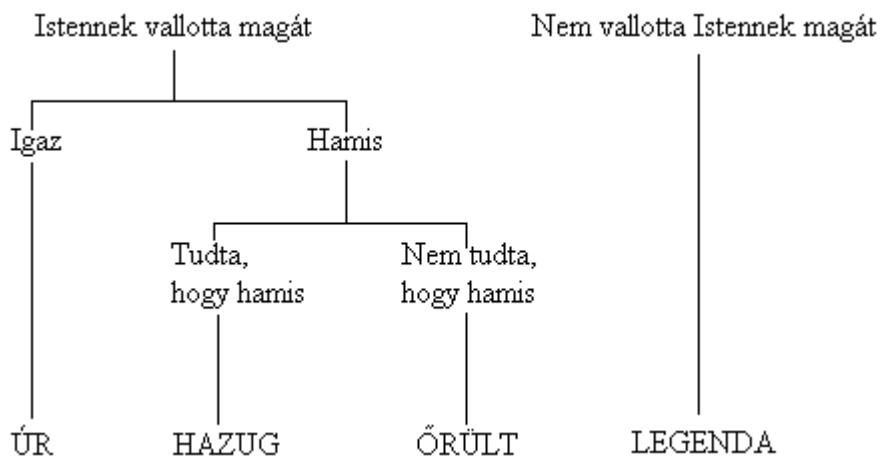 Istennek vallotta magát
Nem vallotta Istennek magát
Igaz
Hamis
Tudta,
hogy hamis
Nem tudta,
hogy hamis
ÚR
HAZUG
ŐRÜLT
LEGENDA